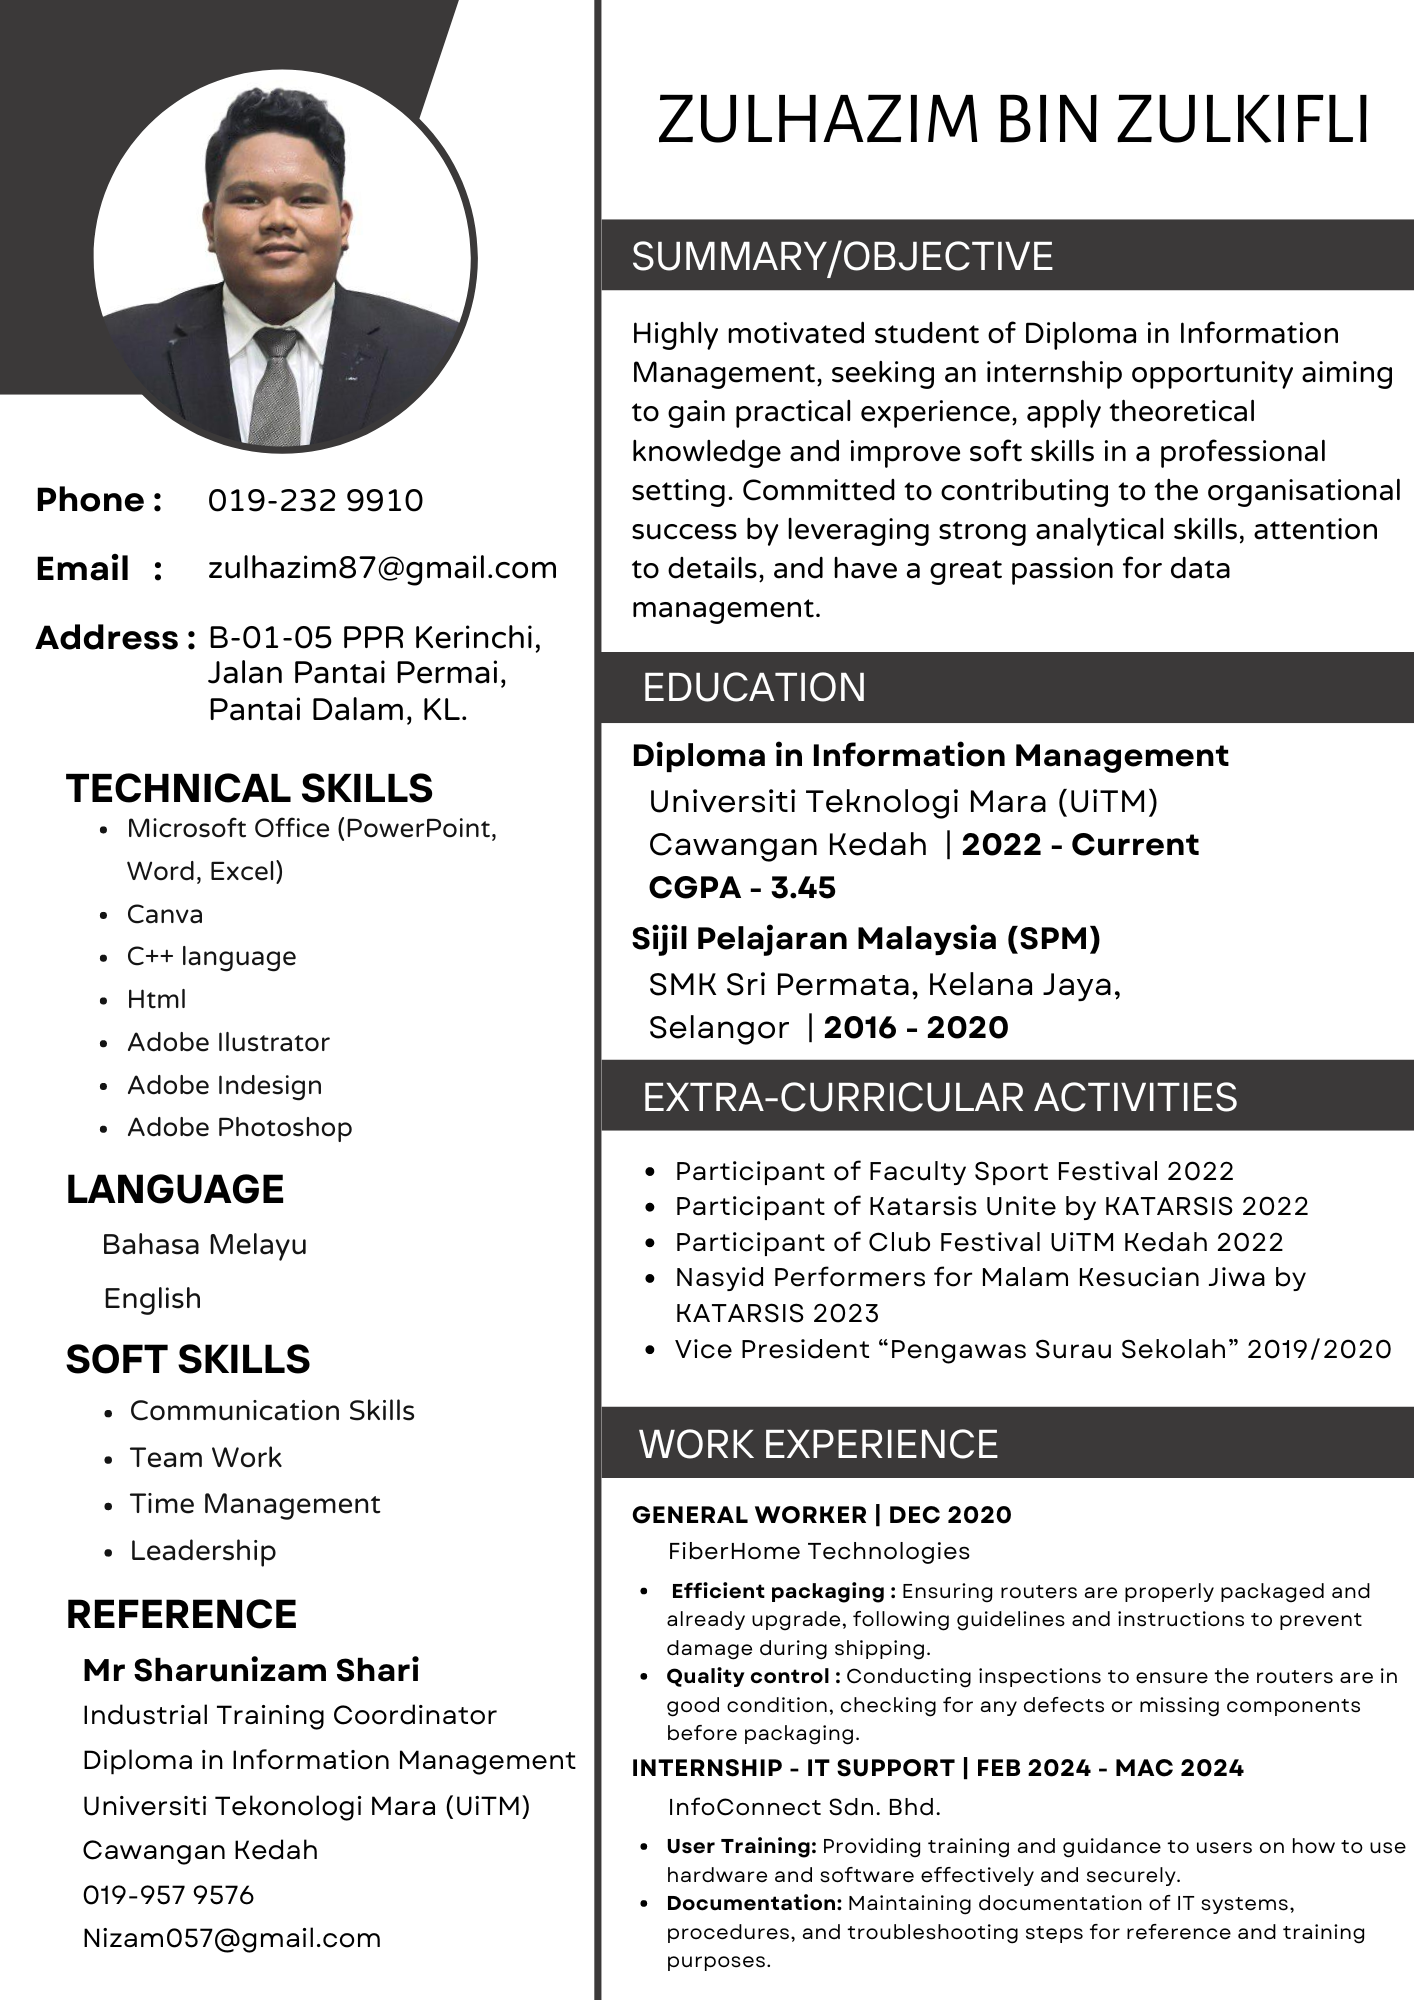 ZULHAZIM BIN ZULKIFLI
Phone : 019-232 9910
Email : zulhazim87@gmail.com
Address : B-01-05 PPR Kerinchi,
Jalan Pantai Permai,
Pantai Dalam, KL.
TECHNICAL SKILLS
• Microsoft Office (PowerPoint,
Word, Excel)
• Canva
• C++ language
• Html
• Adobe Ilustrator
• Adobe Indesign
• Adobe Photoshop
LANGUAGE
Bahasa Melayu
English
SOFT SKILLS
• Communication Skills
• Team Work
• Time Management
• Leadership
REFERENCE
Mr Sharunizam Shari
Industrial Training Coordinator
Diploma in Information Management
Universiti Tekonologi Mara (UiTM)
Cawangan Kedah
019-957 9576
Nizam057@gmail.com
SUMMARY/OBJECTIVE
Highly motivated student of Diploma in Information
Management, seeking an internship opportunity aiming
to gain practical experience, apply theoretical
knowledge and improve soft skills in a professional
setting. Committed to contributing to the organisational
success by leveraging strong analytical skills, attention
to details, and have a great passion for data
management.
EDUCATION
Diploma in Information Management
Universiti Teknologi Mara (UiTM)
Cawangan Kedah | 2022 - Current
CGPA - 3.45
Sijil Pelajaran Malaysia (SPM)
SMK Sri Permata, Kelana Jaya,
Selangor | 2016 - 2020
EXTRA-CURRICULAR ACTIVITIES
• Participant of Faculty Sport Festival 2022
• Participant of Katarsis Unite by KATARSIS 2022
• Participant of Club Festival UiTM Kedah 2022
• Nasyid Performers for Malam Kesucian Jiwa by
KATARSIS 2023
• Vice President “Pengawas Surau Sekolah” 2019/2020
WORK EXPERIENCE
GENERAL WORKER | DEC 2020
FiberHome Technologies
• Efficient packaging : Ensuring routers are properly packaged and
already upgrade, following guidelines and instructions to prevent
damage during shipping.
• Quality control : Conducting inspections to ensure the routers are in
good condition, checking for any defects or missing components
before packaging.
INTERNSHIP - IT SUPPORT | FEB 2024 - MAC 2024
InfoConnect Sdn. Bhd.
• User Training: Providing training and guidance to users on how to use
hardware and software effectively and securely.
• Documentation: Maintaining documentation of IT systems,
procedures, and troubleshooting steps for reference and training
purposes.